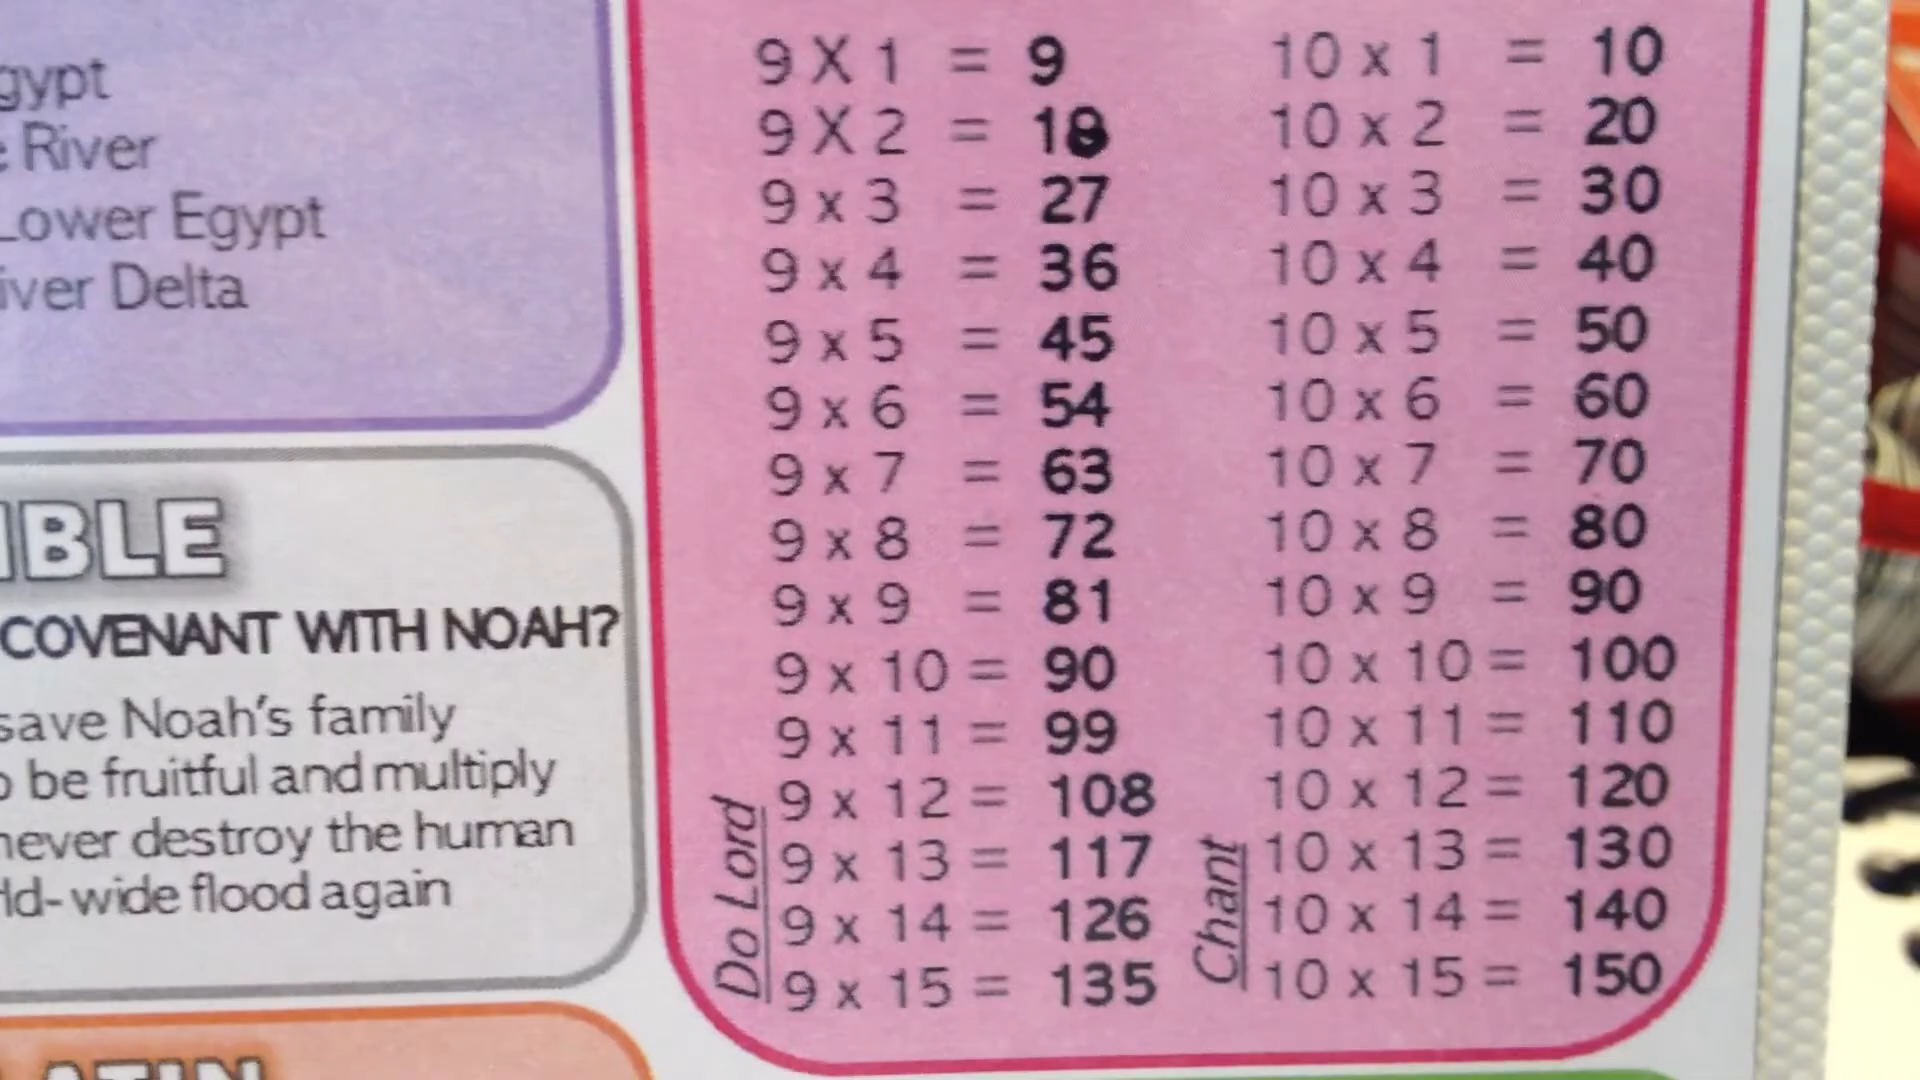 gypt
River
Lower Egypt
iver Delta
IBLE
COVENANT WITH NOAH?
save Noah's family
be fruitful and multiply
never destroy the human
ld-wide flood again
ATIN
9 X 1 = 9
9 X 2 = 18
9 x 3 = 27
9 x 4 = 36
9 x 5 = 45
9 x 6 = 54
9 x 7 = 63
9 x 8 = 72
9 x 9 = 81
9 x 10 = 90
9 x 11 = 99
9 x 12 = 108
9 x 13 = 117
9 x 14 = 126
9 x 15 = 135
Do Lord
10 x 1 = 10
10 x 2 = 20
10 x 3 = 30
10 x 4 = 40
10 x 5 = 50
10 x 6 = 60
10 x 7 = 70
10 x 8 = 80
10 x 9 = 90
10 x 10 = 100
10 x 11 = 110
10 x 12 = 120
10 x 13 = 130
10 x 14 = 140
10 x 15 = 150
Chant